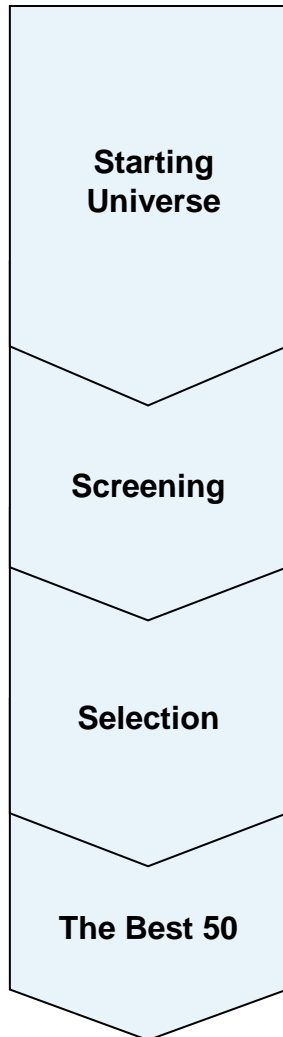 Starting
Universe
Screening
Selection
The Best 50